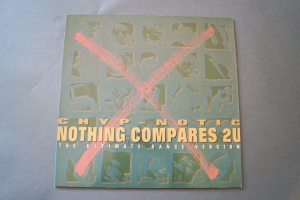 CHYP-NOTIC
NOTHING COMPARES 2U
THE ULTIMATE DANCE-VERSION